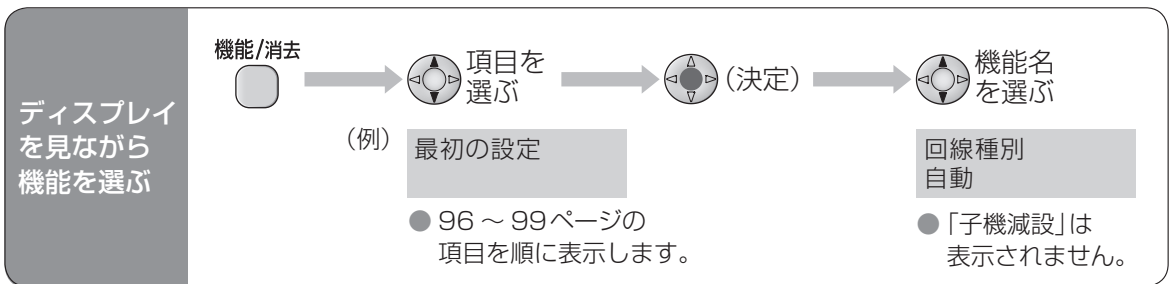 ディスプレイ
を見ながら
機能を選ぶ
機能/消去
項目を
選ぶ
(決定)
機能名
を選ぶ
(例)
最初の設定
回線種別
自動
● 96 ~ 99ページの
項目を順に表示します。
● 「子機減設」は
表示されません。